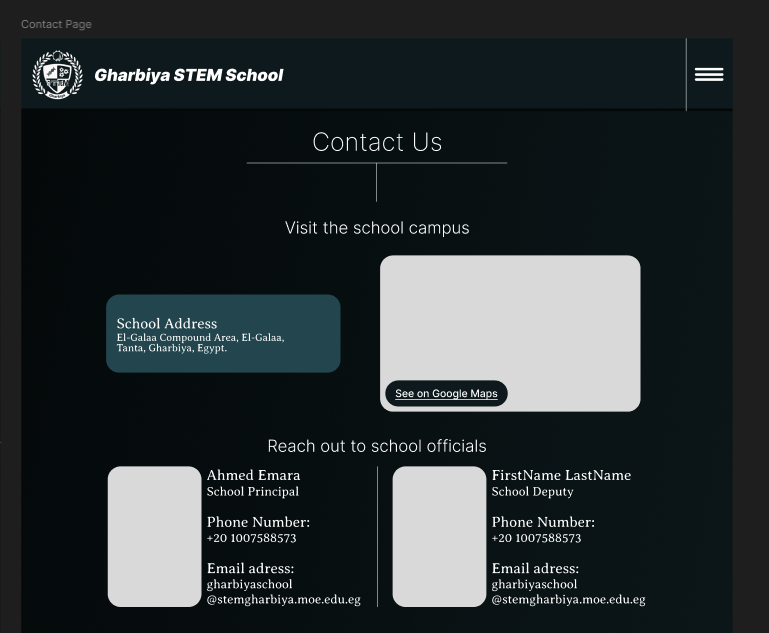 Contact Page
Gharbiya STEM School
Contact Us
Visit the school campus
School Address
El-Galaa Compound Area, El-Galaa,
Tanta, Gharbiya, Egypt.
See on Google Maps
Reach out to school officials
Ahmed Emara
School Principal
Phone Number:
+20 1007588573
Email adress:
gharbiyaschool
@stemgharbiya.moe.edu.eg
FirstName LastName
School Deputy
Phone Number:
+20 1007588573
Email adress:
gharbiyaschool
@stemgharbiya.moe.edu.eg